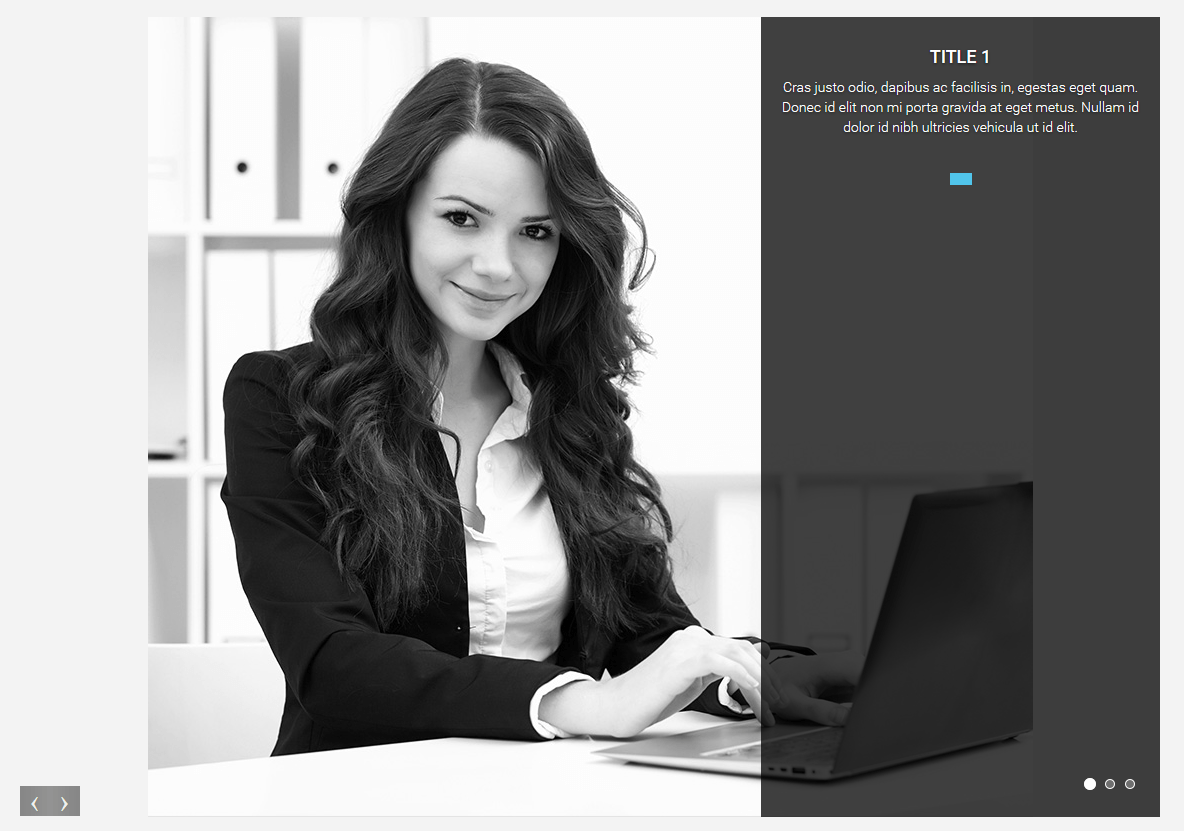 TITLE 1
Cras justo odio, dapibus ac facilisis in, egestas eget quam.
Donec id elit non mi porta gravida at eget metus. Nullam id
dolor id nibh ultricies vehicula ut id elit.